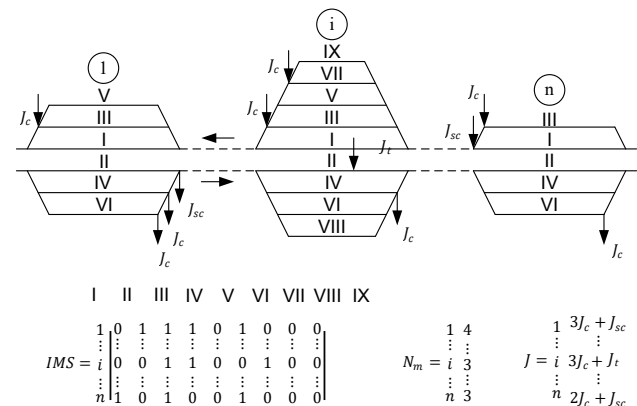 i
IX
1
J_c
VII
n
V
V
J_c
J_c
III
J_c
III
III
I
I
J_sc
I
II
II
J_t
II
IV
IV
IV
VI
J_sc
VI
VI
J_c
VIII
J_c
J_c
J_c
I II III IV V VI VII VIII IX
1 0 1 1 1 0 1 0 0 0
⋮ ⋮ ⋮ ⋮ ⋮ ⋮ ⋮ ⋮ ⋮ ⋮
IMS = i 0 0 1 1 0 0 1 0 0
⋮ ⋮ ⋮ ⋮ ⋮ ⋮ ⋮ ⋮ ⋮ ⋮
n 1 0 1 0 0 1 0 0 0
1 4
⋮ ⋮
N_m = i 3
⋮ ⋮
n 3
1 3J_c + J_sc
⋮ ⋮
J = i 3J_c + J_t
⋮ ⋮
n 2J_c + J_sc